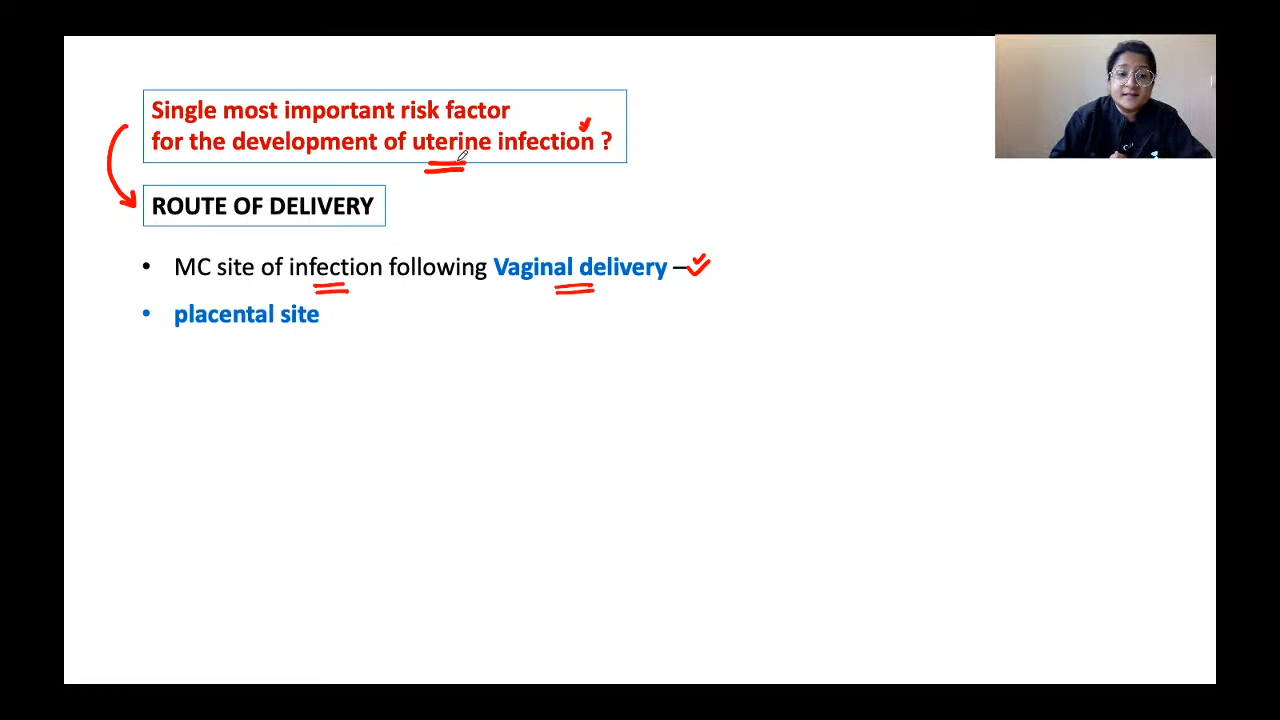 Single most important risk factor
for the development of uterine infection ?
ROUTE OF DELIVERY
• MC site of infection following Vaginal delivery –
• placental site